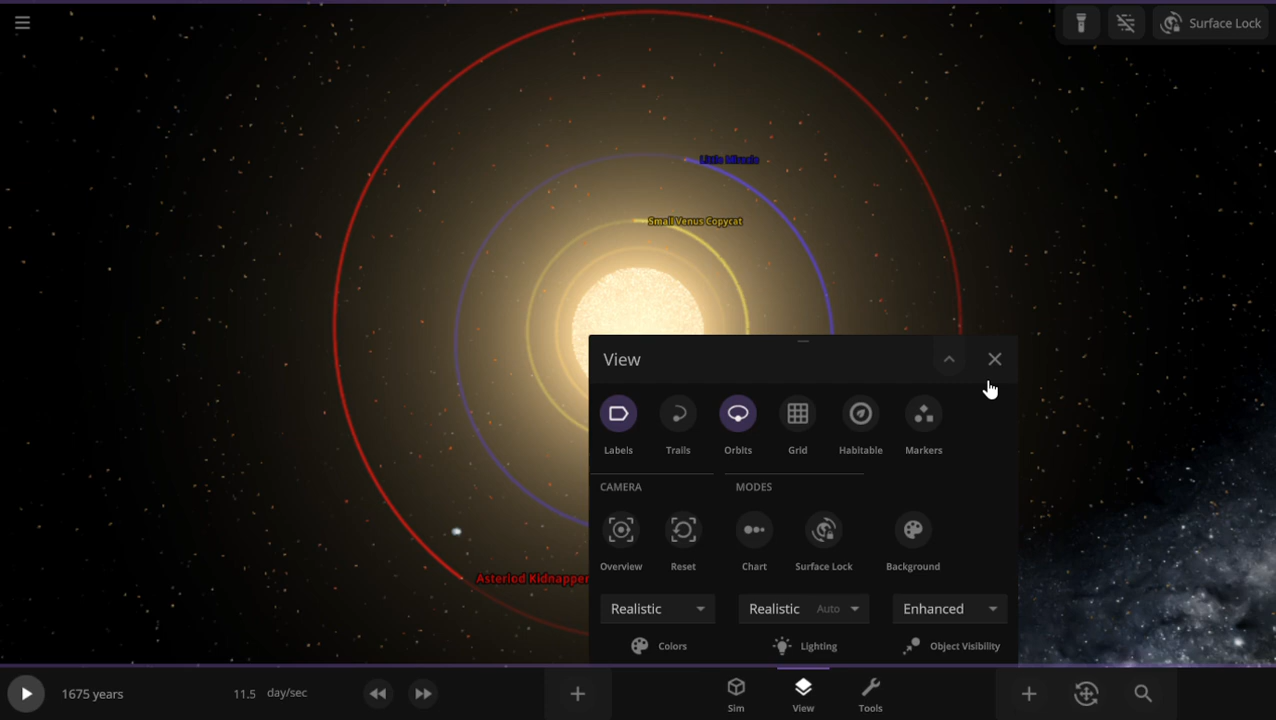 Surface Lock
Little Miracle
Small Venus Copycat
View
Labels Trails Orbits Grid Habitable Markers
CAMERA MODES
Overview Reset Chart Surface Lock Background
Asteriod Kidnapper
Realistic Realistic Auto Enhanced
Colors Lighting Object Visibility
1675 years 11.5 day/sec
Sim View Tools